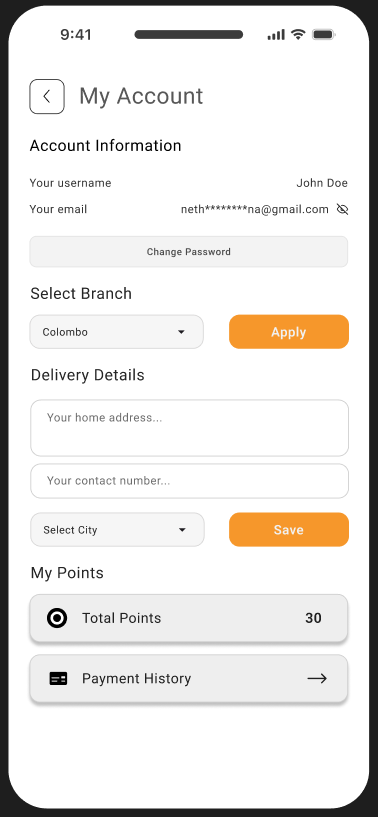 9:41
My Account
Account Information
Your username John Doe
Your email neth********na@gmail.com
Change Password
Select Branch
Colombo Apply
Delivery Details
Your home address...
Your contact number...
Select City Save
My Points
Total Points 30
Payment History